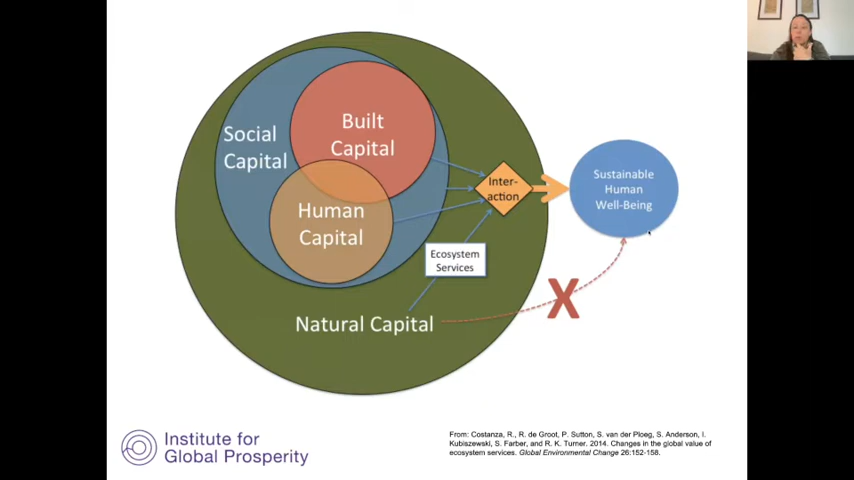 Social
Capital
Built
Capital
Human
Capital
Inter-
action
Sustainable
Human
Well-Being
Ecosystem
Services
Natural Capital
X
Institute for
Global Prosperity
From: Costanza, R., R. de Groot, P. Sutton, S. van der Ploeg, S. Anderson, I.
Kubiszewski, S. Farber, and R. K. Turner. 2014. Changes in the global value of
ecosystem services. Global Environmental Change 26:152-158.